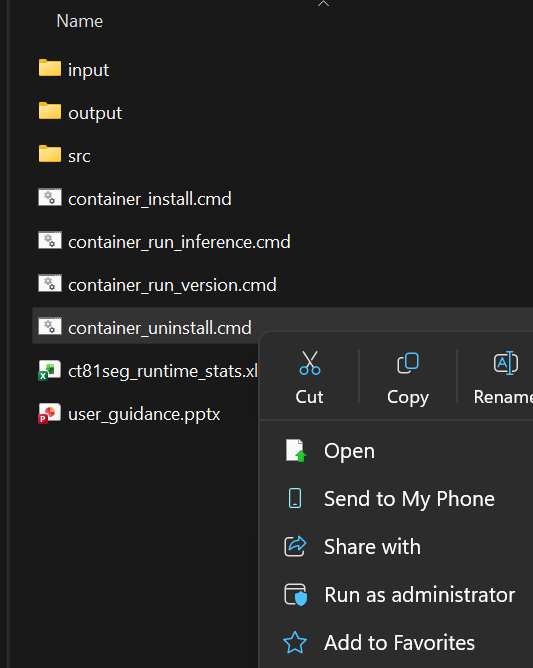 Name
input
output
src
container_install.cmd
container_run_inference.cmd
container_run_version.cmd
container_uninstall.cmd
ct81seg_runtime_stats.xl
user_guidance.pptx
Cut
Copy
Rename
Open
Send to My Phone
Share with
Run as administrator
Add to Favorites